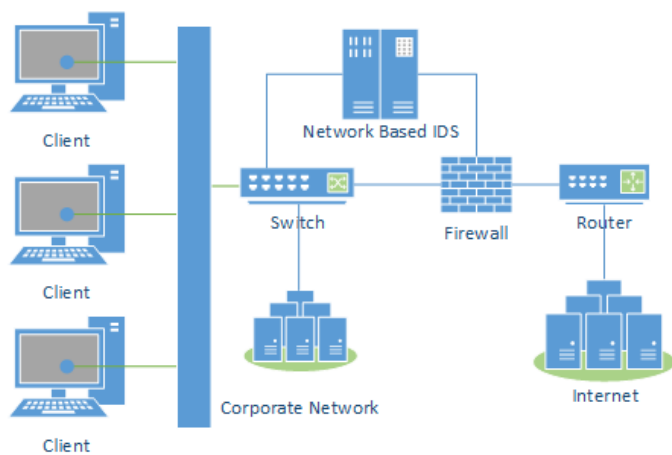 Client
Network Based IDS
Switch
Firewall
Router
Client
Corporate Network
Internet
Client